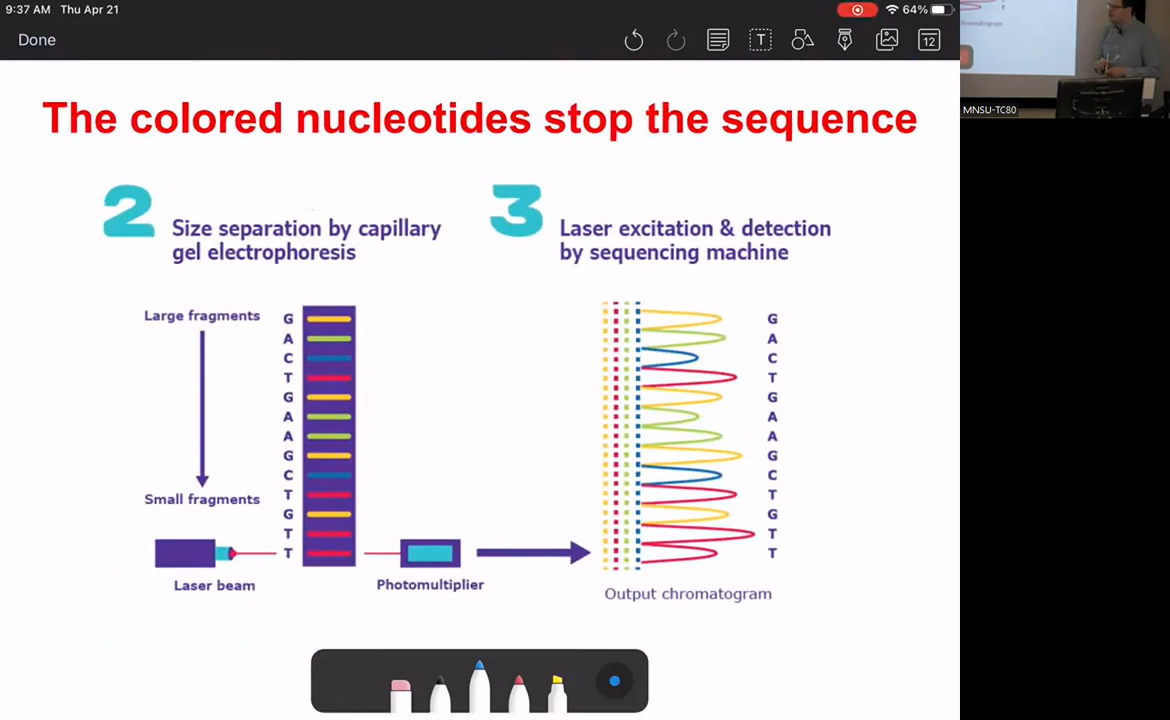 9:37 AM Thu Apr 21
64%
Done
T
12
The colored nucleotides stop the sequence
2
Size separation by capillary
gel electrophoresis
3
Laser excitation & detection
by sequencing machine
Large fragments
Small fragments
G
A
C
T
G
A
A
G
C
T
G
T
T
Laser beam
Photomultiplier
G
A
C
T
G
A
A
G
C
T
G
T
T
Output chromatogram
MNSU-TC80